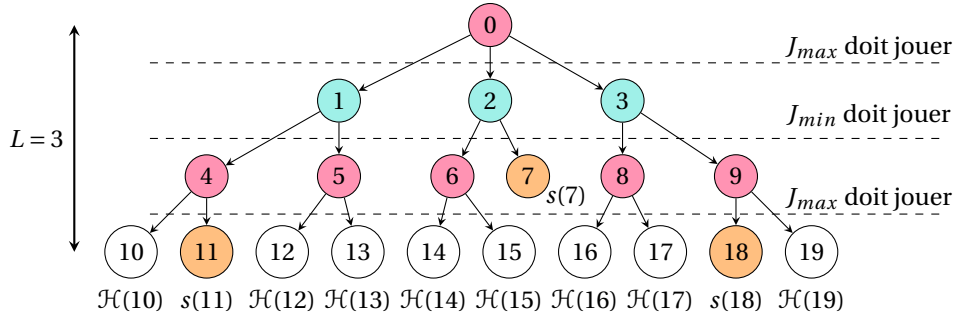 0
J_max doit jouer
1 2 3
L = 3
J_min doit jouer
4 5 6 7 8 9
s(7)
J_max doit jouer
10 11 12 13 14 15 16 17 18 19
ℋ(10) s(11) ℋ(12) ℋ(13) ℋ(14) ℋ(15) ℋ(16) ℋ(17) s(18) ℋ(19)